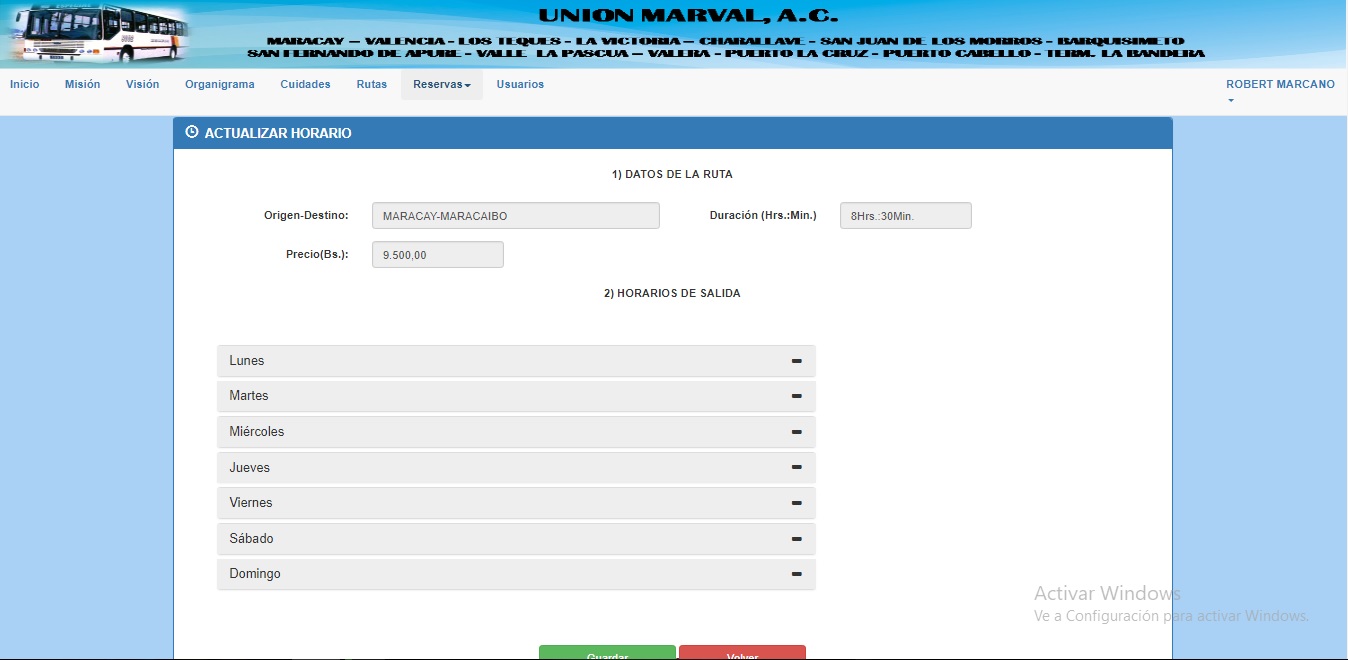 UNION MARVAL, A.C.
MARACAY – VALENCIA - LOS TEQUES - LA VICTORIA – CHARALLAVE - SAN JUAN DE LOS MORROS - BARQUISIMETO
SAN FERNANDO DE APURE - VALLE LA PASCUA – VALERA - PUERTO LA CRUZ - PUERTO CABELLO - TERM. LA BANDERA
Inicio Misión Visión Organigrama Cuidades Rutas Reservas Usuarios ROBERT MARCANO
ACTUALIZAR HORARIO
1) DATOS DE LA RUTA
Origen-Destino: MARACAY-MARACAIBO Duración (Hrs.:Min.) 8Hrs.:30Min.
Precio(Bs.): 9.500,00
2) HORARIOS DE SALIDA
Lunes
Martes
Miércoles
Jueves
Viernes
Sábado
Domingo
Activar Windows
Ve a Configuración para activar Windows.
Guardar Volver